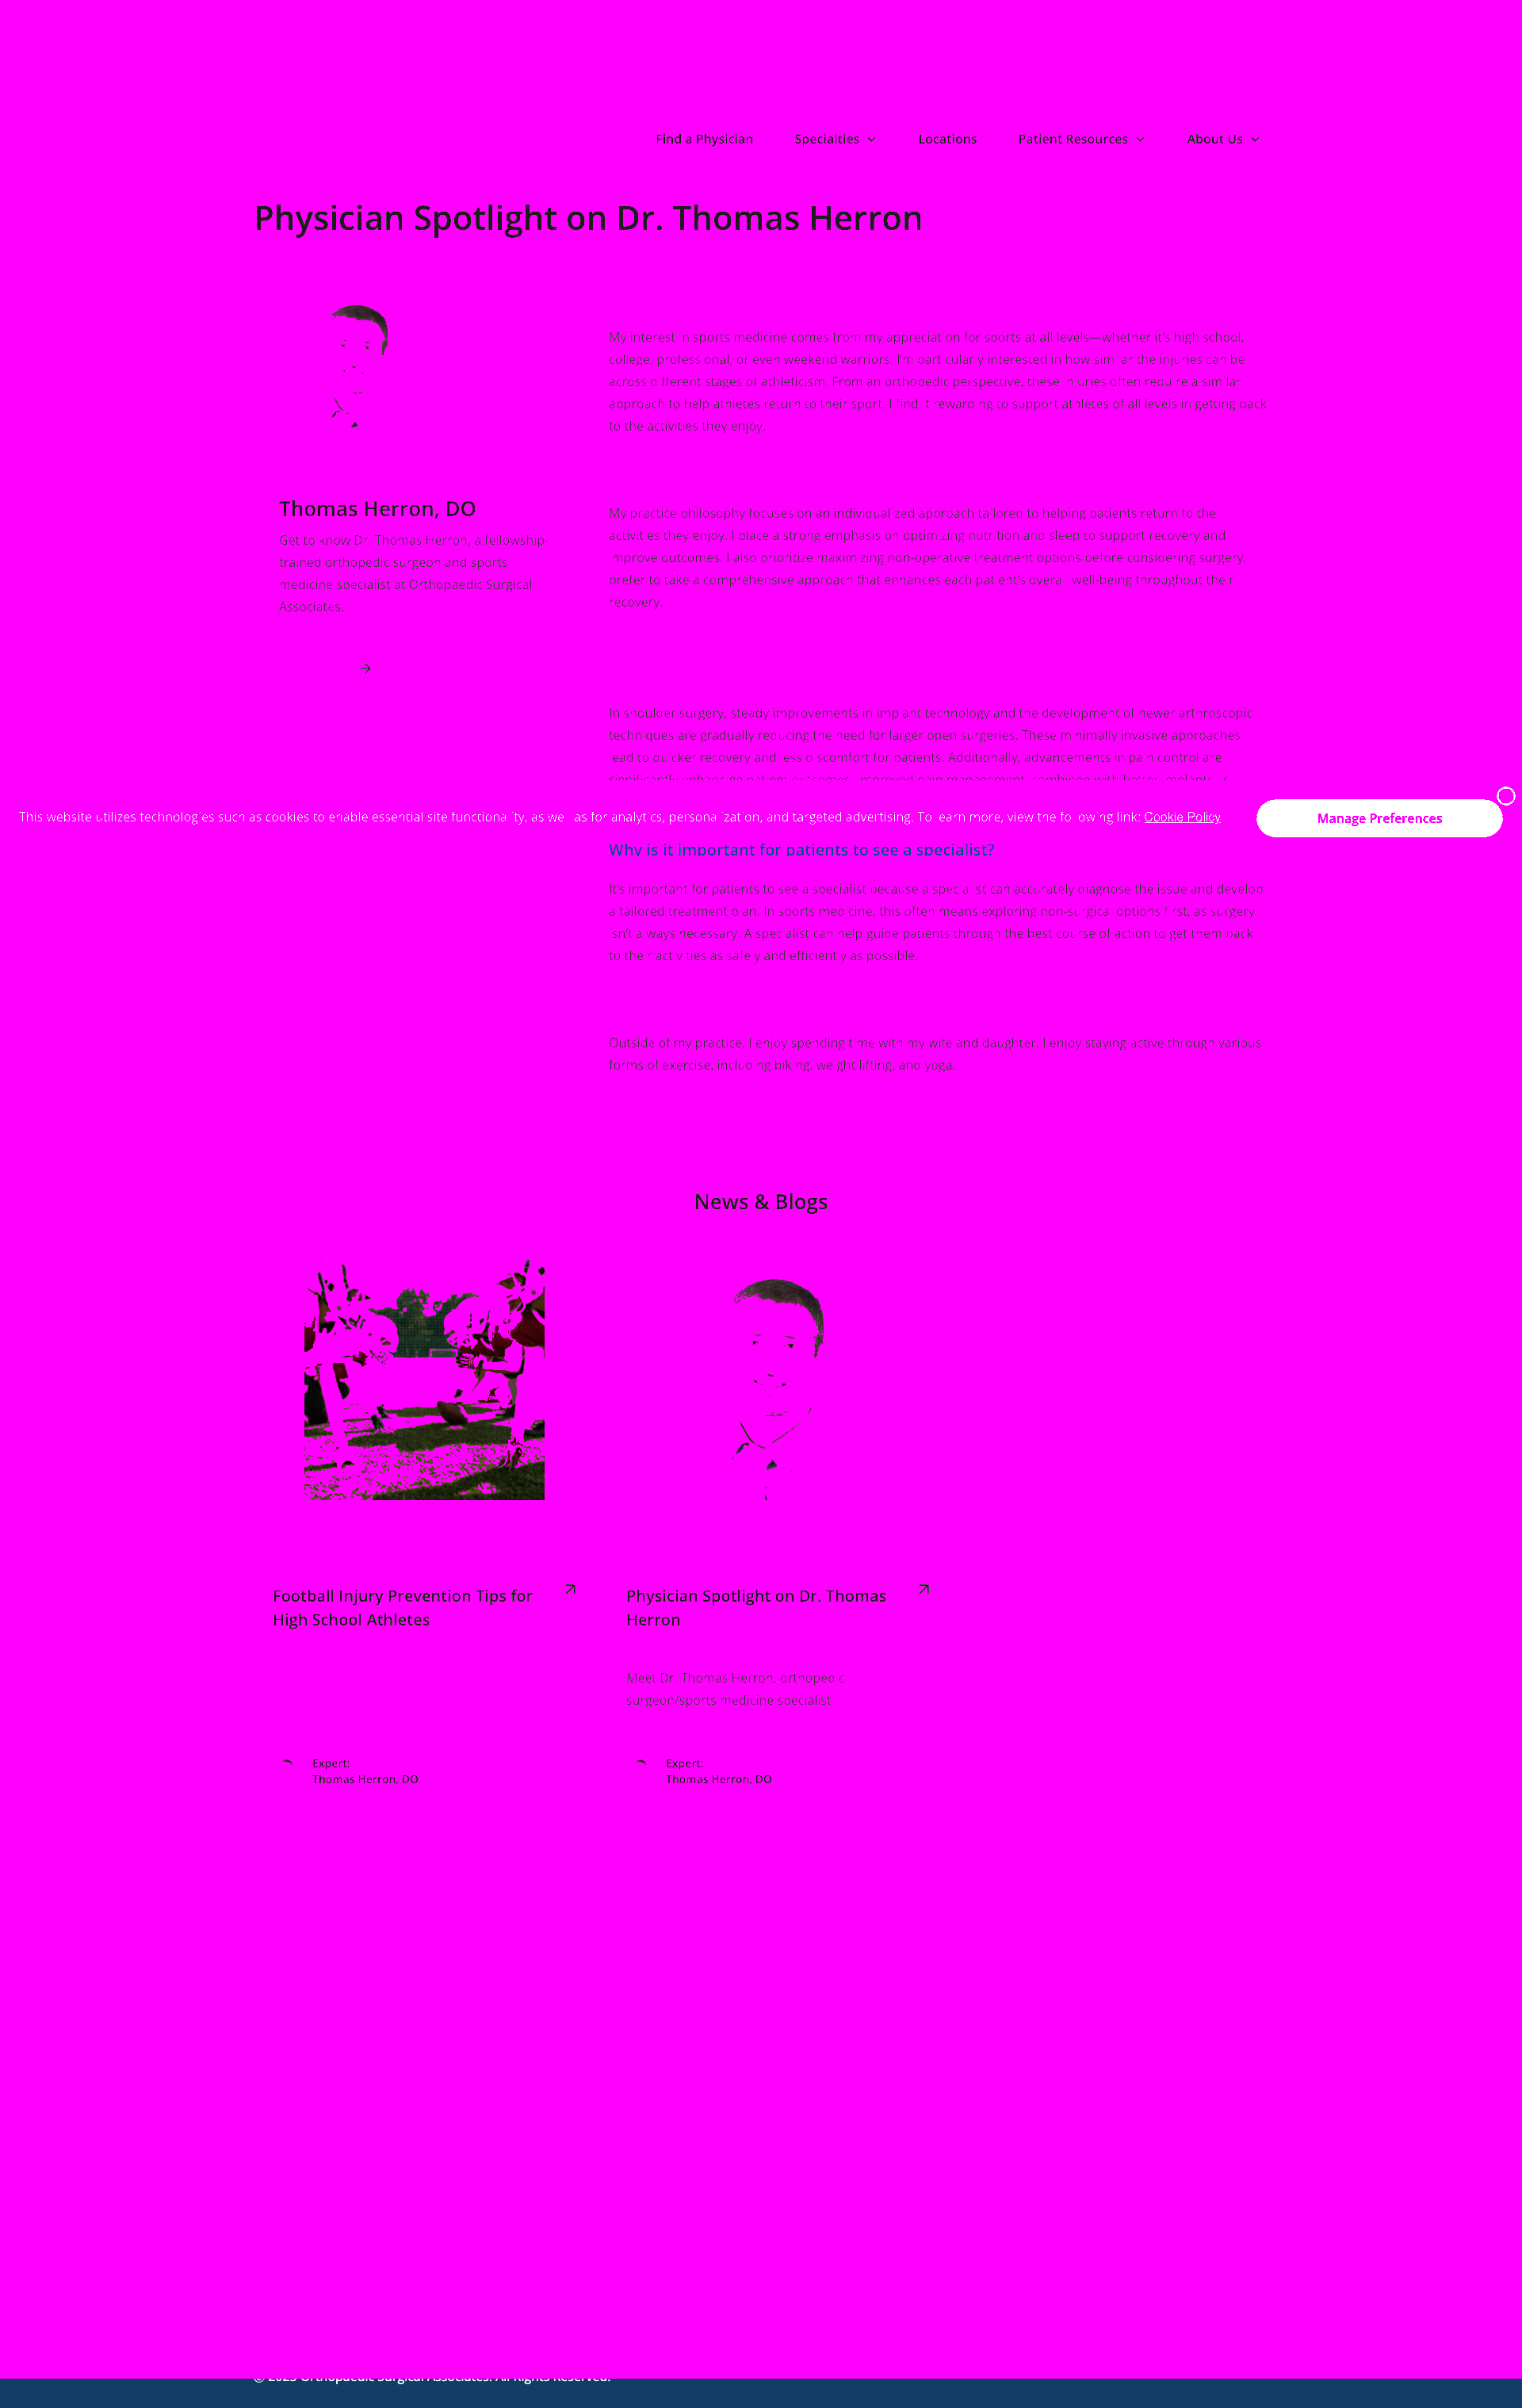 Find a Physician
Specialties
Locations
Patient Resources
About Us
Physician Spotlight on Dr. Thomas Herron
My interest in sports medicine comes from my appreciation for sports at all levels—whether it's high school,
college, professional, or even weekend warriors. I'm particularly interested in how similar the injuries can be
across different stages of athleticism. From an orthopedic perspective, these injuries often require a similar
approach to help athletes return to their sport. I find it rewarding to support athletes of all levels in getting back
to the activities they enjoy.
Thomas Herron, DO
Get to know Dr. Thomas Herron, a fellowship-
trained orthopedic surgeon and sports
medicine specialist at Orthopaedic Surgical
Associates.
My practice philosophy focuses on an individualized approach tailored to helping patients return to the
activities they enjoy. I place a strong emphasis on optimizing nutrition and sleep to support recovery and
improve outcomes. I also prioritize maximizing non-operative treatment options before considering surgery.
prefer to take a comprehensive approach that enhances each patient's overall well-being throughout their
recovery.
In shoulder surgery, steady improvements in implant technology and the development of newer arthroscopic
techniques are gradually reducing the need for larger open surgeries. These minimally invasive approaches
lead to quicker recovery and less discomfort for patients. Additionally, advancements in pain control are
significantly enhancing patient outcomes. Improved pain management, combined with better implants
This website utilizes technologies such as cookies to enable essential site functionality, as well as for analytics, personalization, and targeted advertising. To learn more, view the following link: Cookie Policy
Manage Preferences
Why is it important for patients to see a specialist?
It's important for patients to see a specialist because a specialist can accurately diagnose the issue and develop
a tailored treatment plan. In sports medicine, this often means exploring non-surgical options first, as surgery
isn't always necessary. A specialist can help guide patients through the best course of action to get them back
to their activities as safely and efficiently as possible.
Outside of my practice, I enjoy spending time with my wife and daughter. I enjoy staying active through various
forms of exercise, including biking, weight lifting, and yoga.
News & Blogs
Football Injury Prevention Tips for
High School Athletes
Physician Spotlight on Dr. Thomas
Herron
Meet Dr. Thomas Herron, orthopedic
surgeon/sports medicine specialist
Expert:
Thomas Herron, DO
Expert:
Thomas Herron, DO
© 2025 Orthopaedic Surgical Associates. All Rights Reserved.